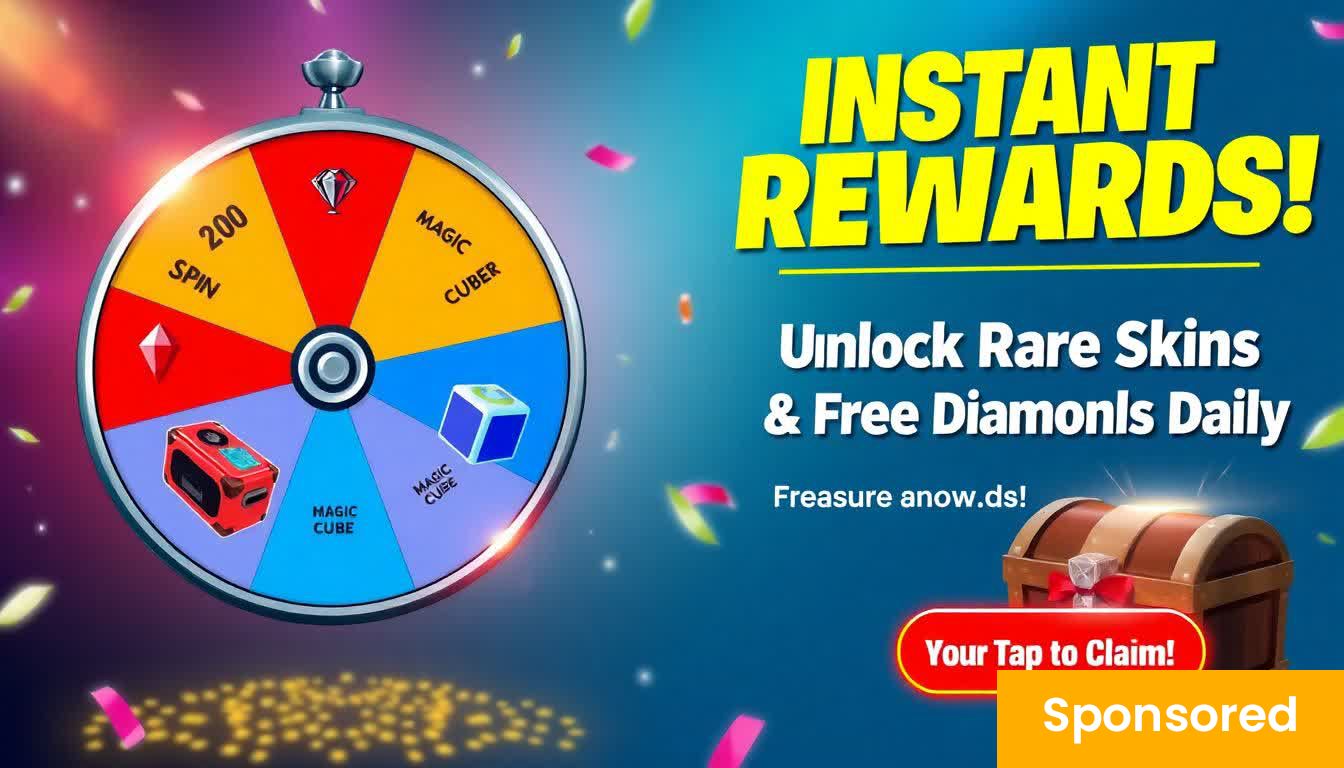 INSTANT
REWARDS!
200
SPIN
MAGIC
CUBER
MAGIC
CUBE
MAGIC
CUBE
Unlock Rare Skins
& Free Diamonls Daily
Freasure anow.ds!
Your Tap to Claim!
Sponsored